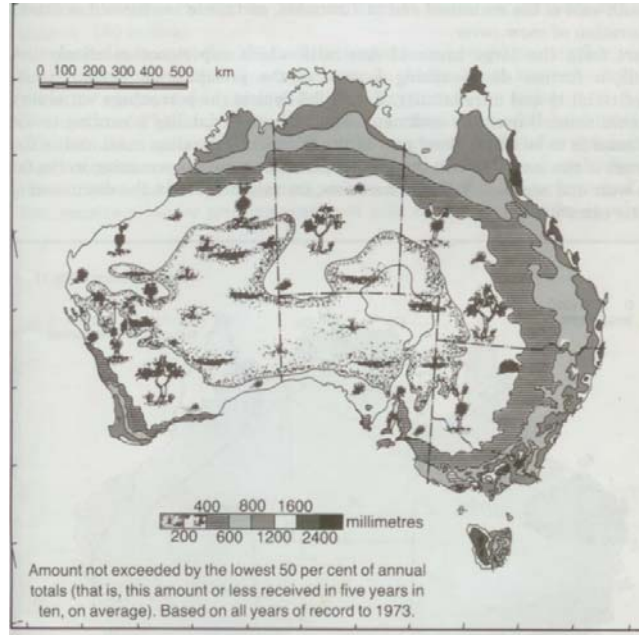 0 100 200 300 400 500 km
400 800 1600
millimetres
200 600 1200 2400
Amount not exceeded by the lowest 50 per cent of annual
totals (that is, this amount or less received in five years in
ten, on average). Based on all years of record to 1973.